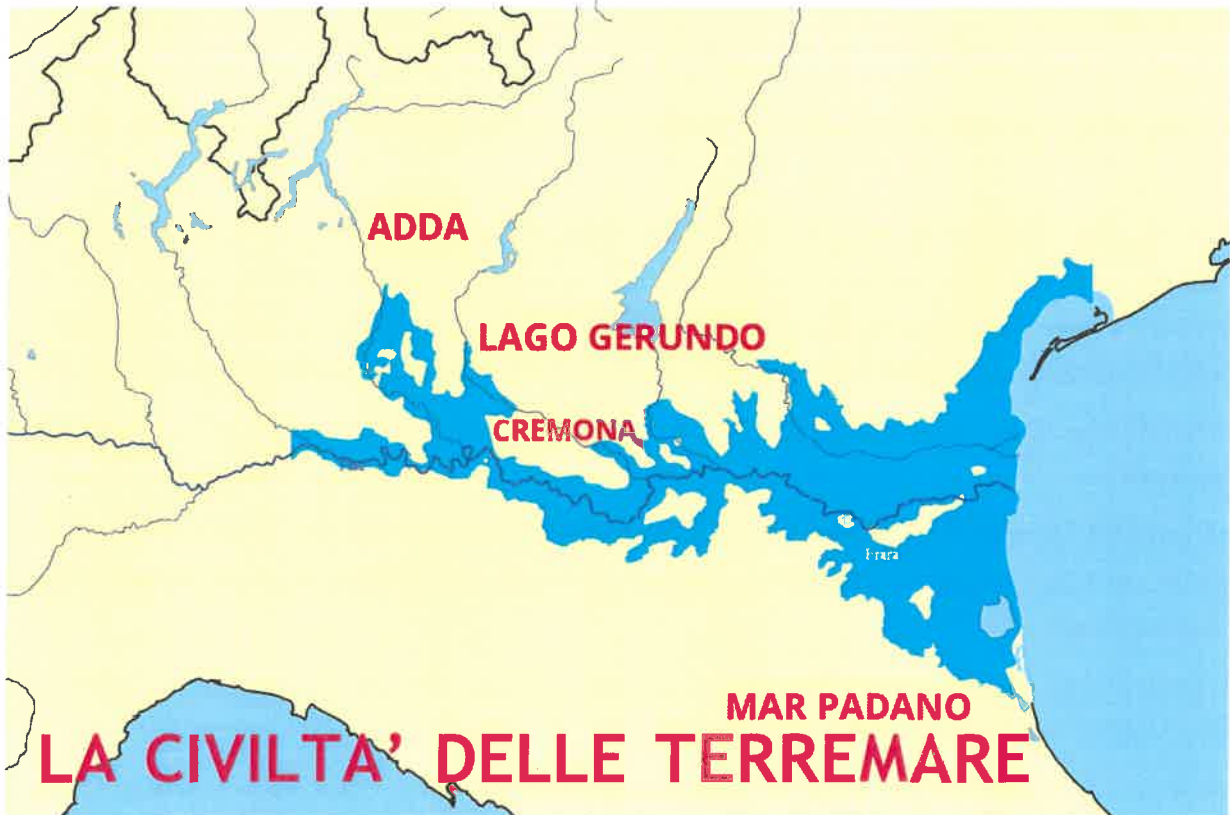 ADDA
LAGO GERUNDO
CREMONA
MAR PADANO
LA CIVILTA' DELLE TERREMARE